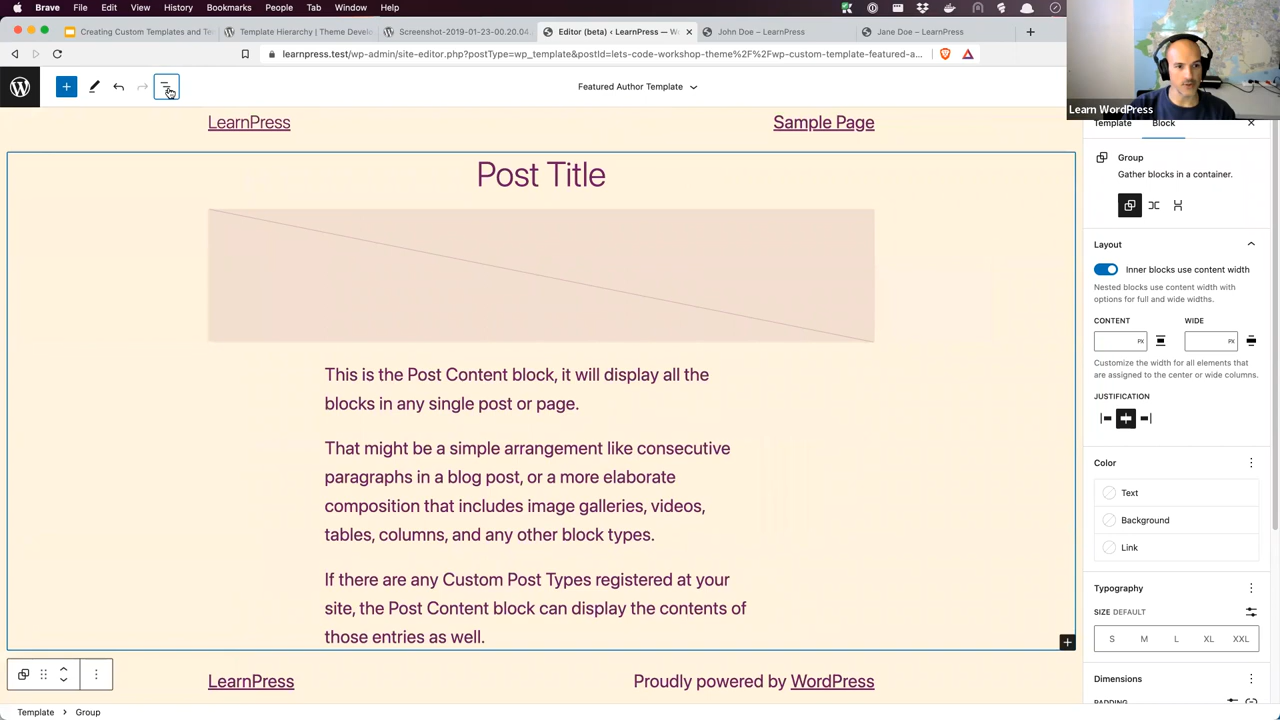 Brave File Edit View History Bookmarks People Tab Window Help
Creating Custom Templates and Te
Template Hierarchy | Theme Develo
Screenshot-2019-01-23-00.20.04.
Editor (beta) ‹ LearnPress — Wo
John Doe – LearnPress
Jane Doe – LearnPress
learnpress.test/wp-admin/site-editor.php?postType=wp_template&postId=lets-code-workshop-theme%2F%2Fwp-custom-template-featured-a...
Featured Author Template
Learn WordPress
LearnPress
Sample Page
Post Title
This is the Post Content block, it will display all the
blocks in any single post or page.
That might be a simple arrangement like consecutive
paragraphs in a blog post, or a more elaborate
composition that includes image galleries, videos,
tables, columns, and any other block types.
If there are any Custom Post Types registered at your
site, the Post Content block can display the contents of
those entries as well.
LearnPress
Proudly powered by WordPress
Template Block
Group
Gather blocks in a container.
Layout
Inner blocks use content width
Nested blocks use content width with
options for full and wide widths.
CONTENT WIDE
PX PX
Customize the width for all elements that
are assigned to the center or wide columns.
JUSTIFICATION
Color
Text
Background
Link
Typography
SIZE DEFAULT
S M L XL XXL
Dimensions
PADDING
Template > Group